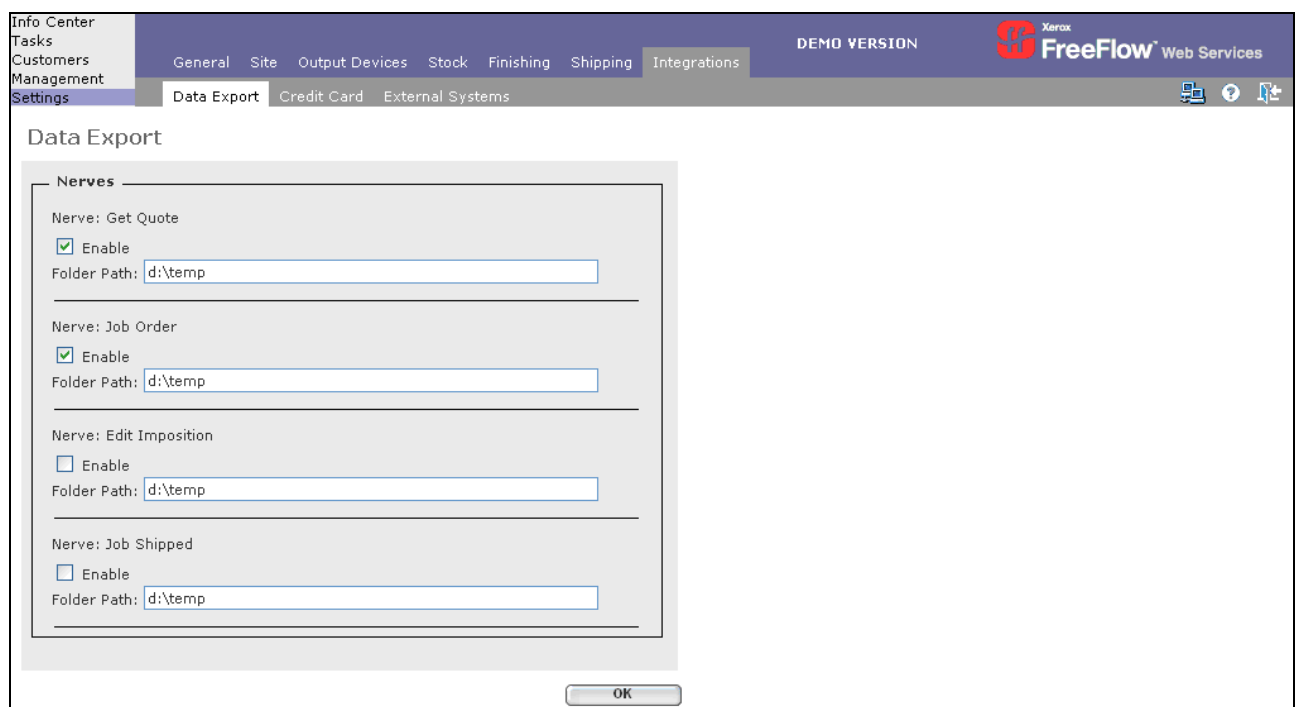 Info Center
Tasks
Customers
Management
Settings
General Site Output Devices Stock Finishing Shipping Integrations
DEMO VERSION
Xerox
FreeFlow™ Web Services
Data Export Credit Card External Systems
Data Export
Nerves
Nerve: Get Quote
Enable
Folder Path: d:\temp
Nerve: Job Order
Enable
Folder Path: d:\temp
Nerve: Edit Imposition
Enable
Folder Path: d:\temp
Nerve: Job Shipped
Enable
Folder Path: d:\temp
OK